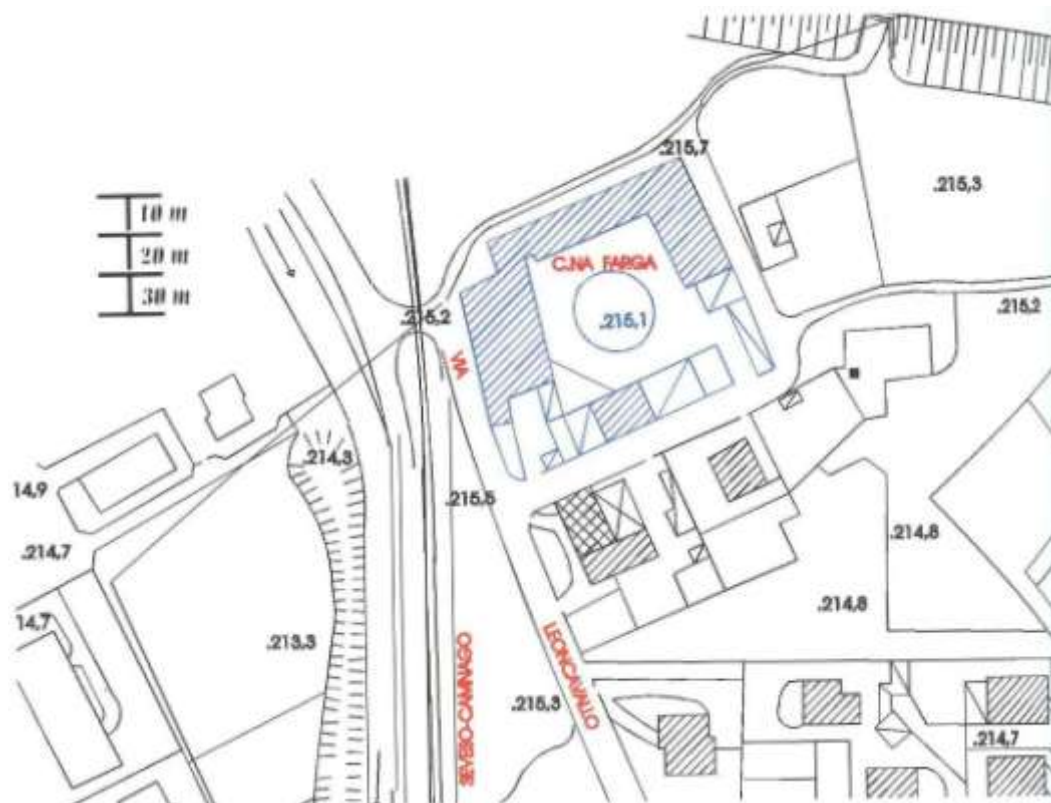 .215,7
.215,3
10 m
20 m
30 m
C.NA FARGA
.215,1
.215,2
.215,2
VIA
.214,3
14,9
.215,5
.214,7
.214,8
14,7
.214,8
.213,3
LEONCAVALLO
SEVESO-CAMNAGO
.215,3
.214,7